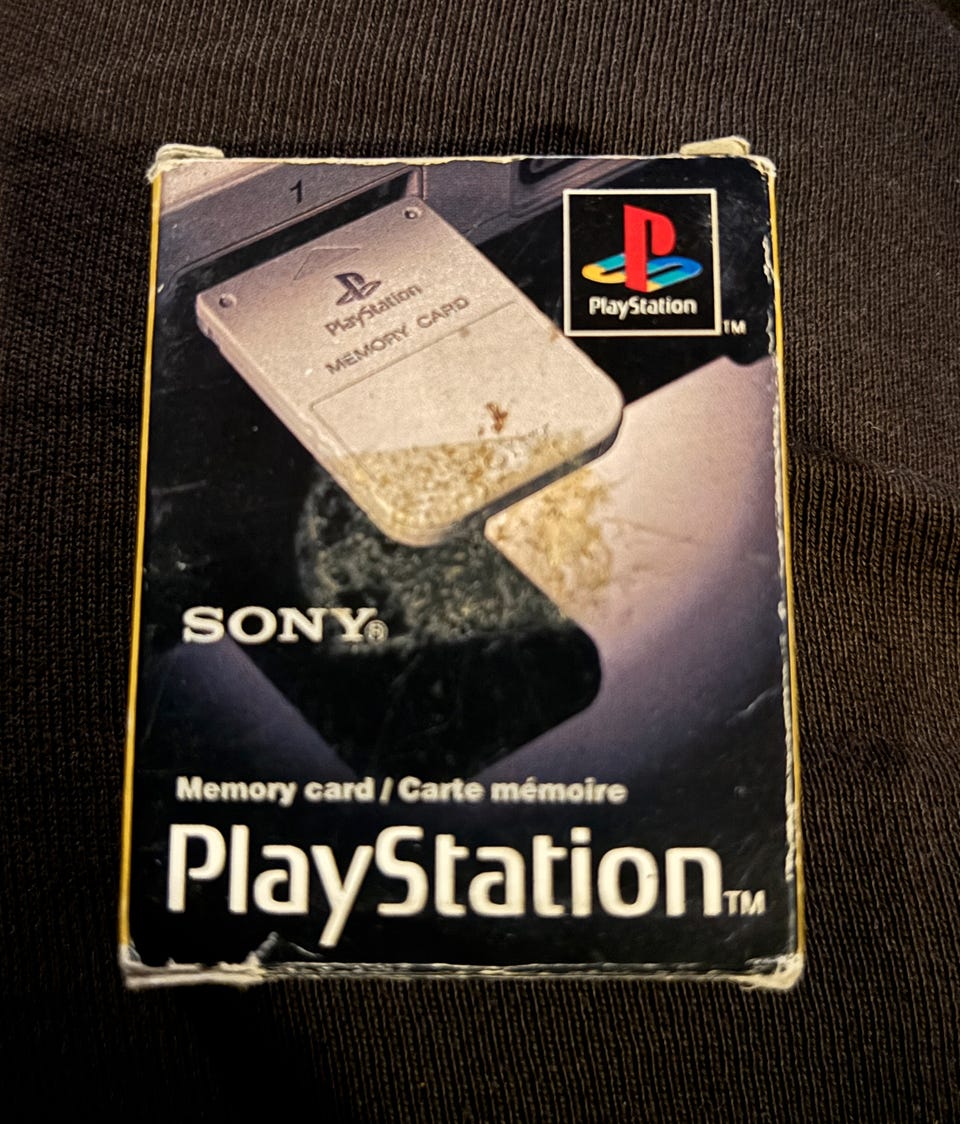 1
PlayStation
TM
PlayStation
MEMORY CARD
SONY®
Memory card / Carte mémoire
PlayStation TM